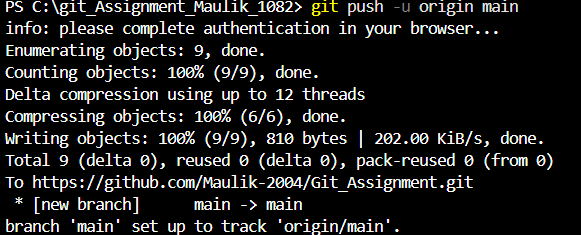 PS C:\git_Assignment_Maulik_1082> git push -u origin main
info: please complete authentication in your browser...
Enumerating objects: 9, done.
Counting objects: 100% (9/9), done.
Delta compression using up to 12 threads
Compressing objects: 100% (6/6), done.
Writing objects: 100% (9/9), 810 bytes | 202.00 KiB/s, done.
Total 9 (delta 0), reused 0 (delta 0), pack-reused 0 (from 0)
To https://github.com/Maulik-2004/Git_Assignment.git
 * [new branch]      main -> main
branch 'main' set up to track 'origin/main'.